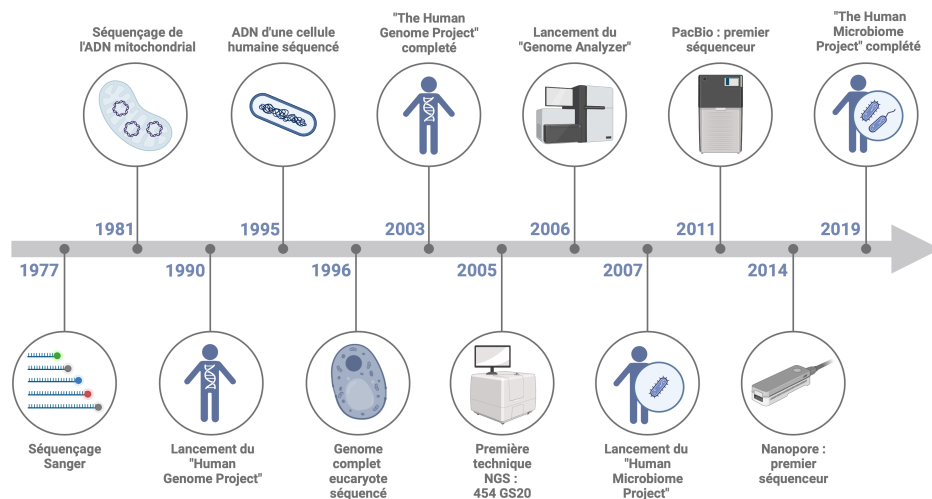 Séquençage de
l'ADN mitochondrial
ADN d'une cellule
humaine séquencé
"The Human
Genome Project"
completé
Lancement du
"Genome Analyzer"
PacBio : premier
séquenceur
"The Human
Microbiome
Project" complété
1981
1995
2003
2006
2011
2019
1977
1990
1996
2005
2007
2014
Séquençage
Sanger
Lancement du
"Human
Genome Project"
Genome
complet
eucaryote
séquencé
Première
technique
NGS :
454 GS20
Lancement du
"Human
Microbiome
Project"
Nanopore :
premier
séquenceur